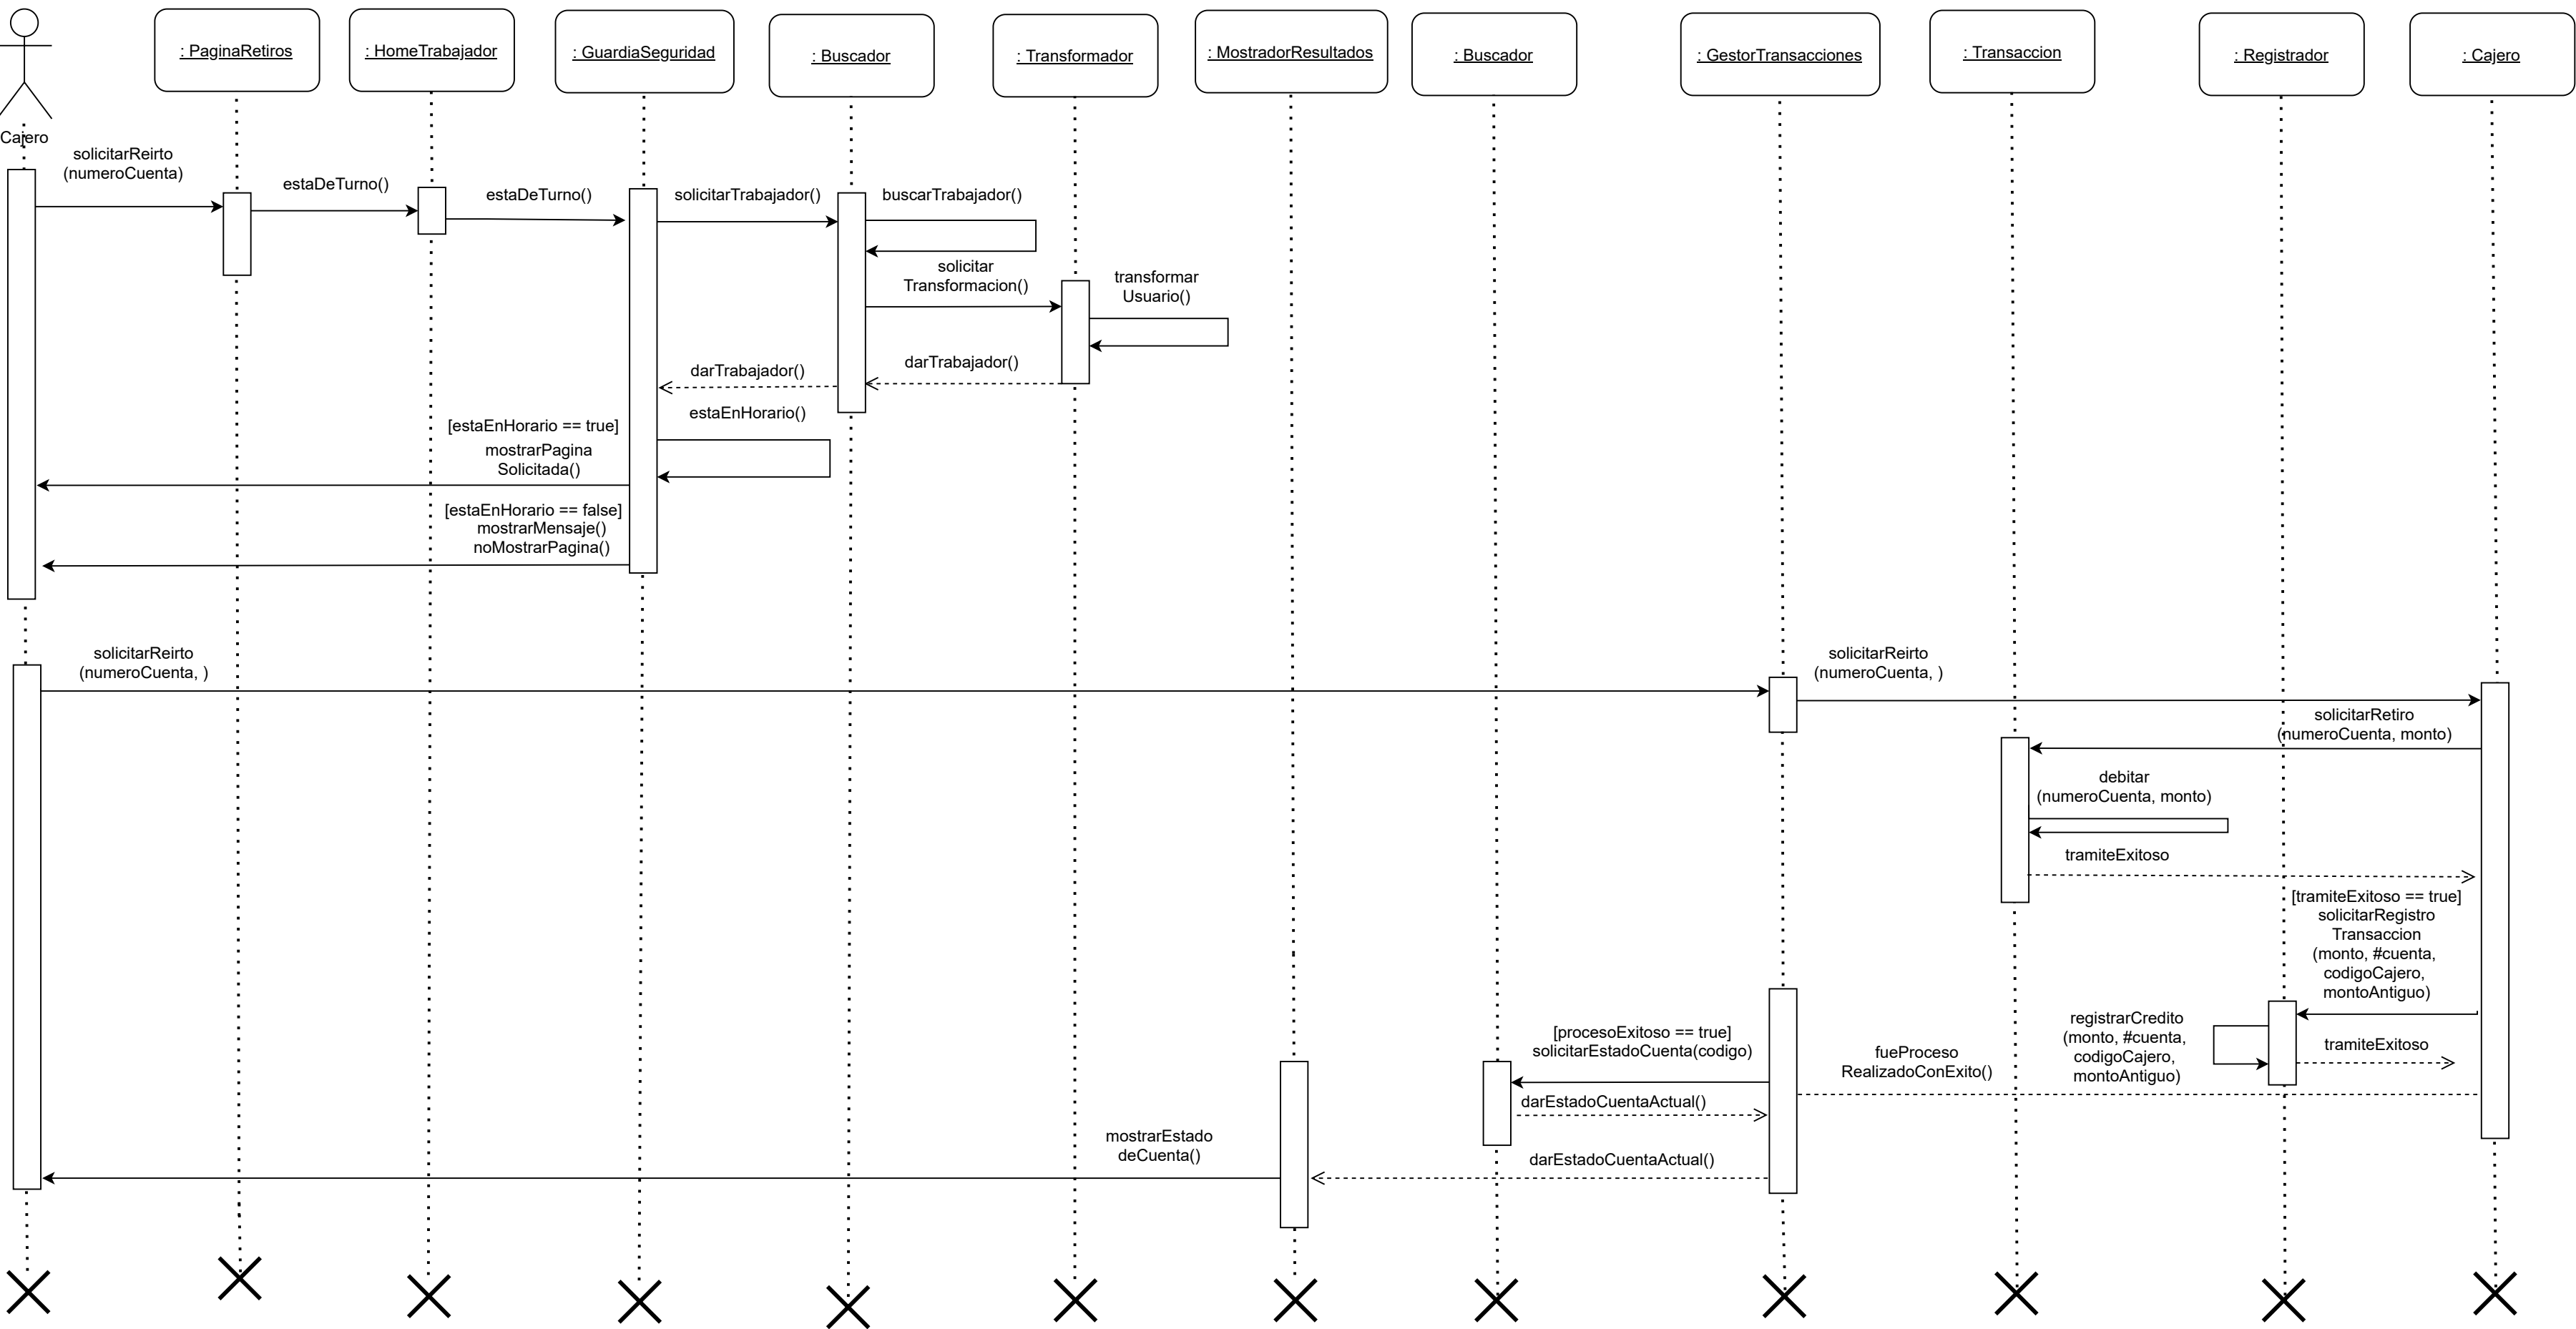 : PaginaRetiros
: HomeTrabajador
: GuardiaSeguridad
: Buscador
: Transformador
: MostradorResultados
: Buscador
: GestorTransacciones
: Transaccion
: Registrador
: Cajero
Cajero
solicitarReirto
(numeroCuenta)
estaDeTurno()
estaDeTurno()
solicitarTrabajador()
buscarTrabajador()
solicitar
Transformacion()
transformar
Usuario()
darTrabajador()
darTrabajador()
estaEnHorario()
[estaEnHorario == true]
mostrarPagina
Solicitada()
[estaEnHorario == false]
mostrarMensaje()
noMostrarPagina()
solicitarReirto
(numeroCuenta, )
solicitarReirto
(numeroCuenta, )
solicitarRetiro
(numeroCuenta, monto)
debitar
(numeroCuenta, monto)
tramiteExitoso
[tramiteExitoso == true]
solicitarRegistro
Transaccion
(monto, #cuenta,
codigoCajero,
montoAntiguo)
registrarCredito
(monto, #cuenta,
codigoCajero,
montoAntiguo)
tramiteExitoso
fueProceso
RealizadoConExito()
[procesoExitoso == true]
solicitarEstadoCuenta(codigo)
darEstadoCuentaActual()
darEstadoCuentaActual()
mostrarEstado
deCuenta()